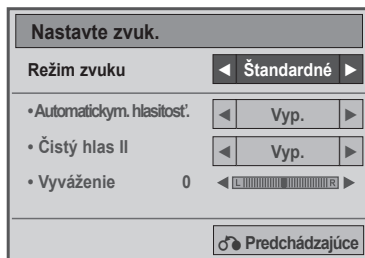 Nastavte zvuk.
Režim zvuku ◄ Štandardné ►
•Automatickym. hlasitosť. ◄ Vyp. ►
• Čistý hlas II ◄ Vyp. ►
• Vyváženie 0 ◄ L R ►
Predchádzajúce